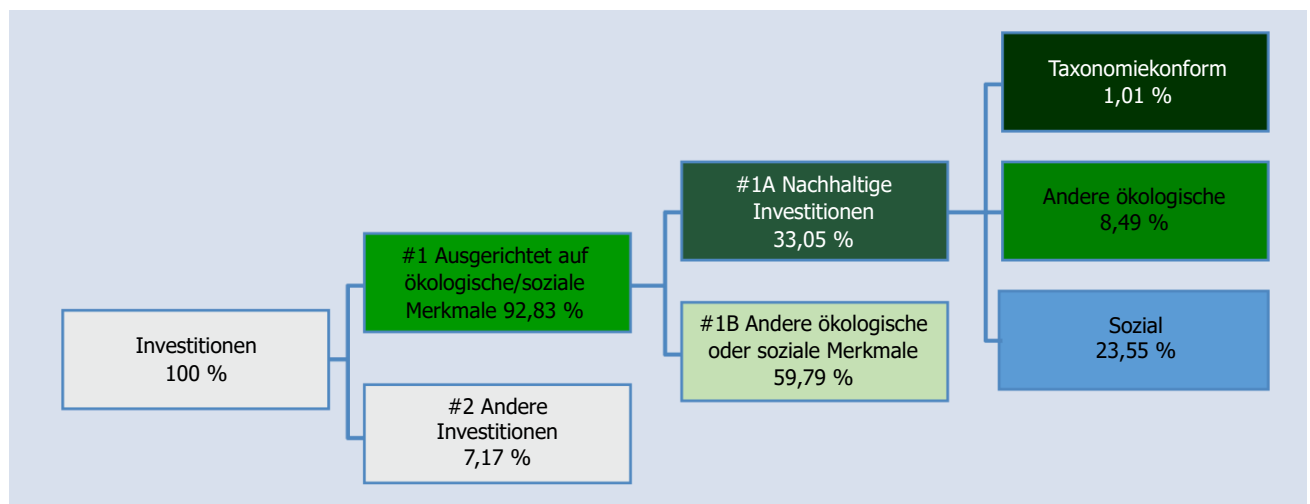 Investitionen
100 %
#1 Ausgerichtet auf
ökologische/soziale
Merkmale 92,83 %
#2 Andere
Investitionen
7,17 %
#1A Nachhaltige
Investitionen
33,05 %
#1B Andere ökologische
oder soziale Merkmale
59,79 %
Taxonomiekonform
1,01 %
Andere ökologische
8,49 %
Sozial
23,55 %